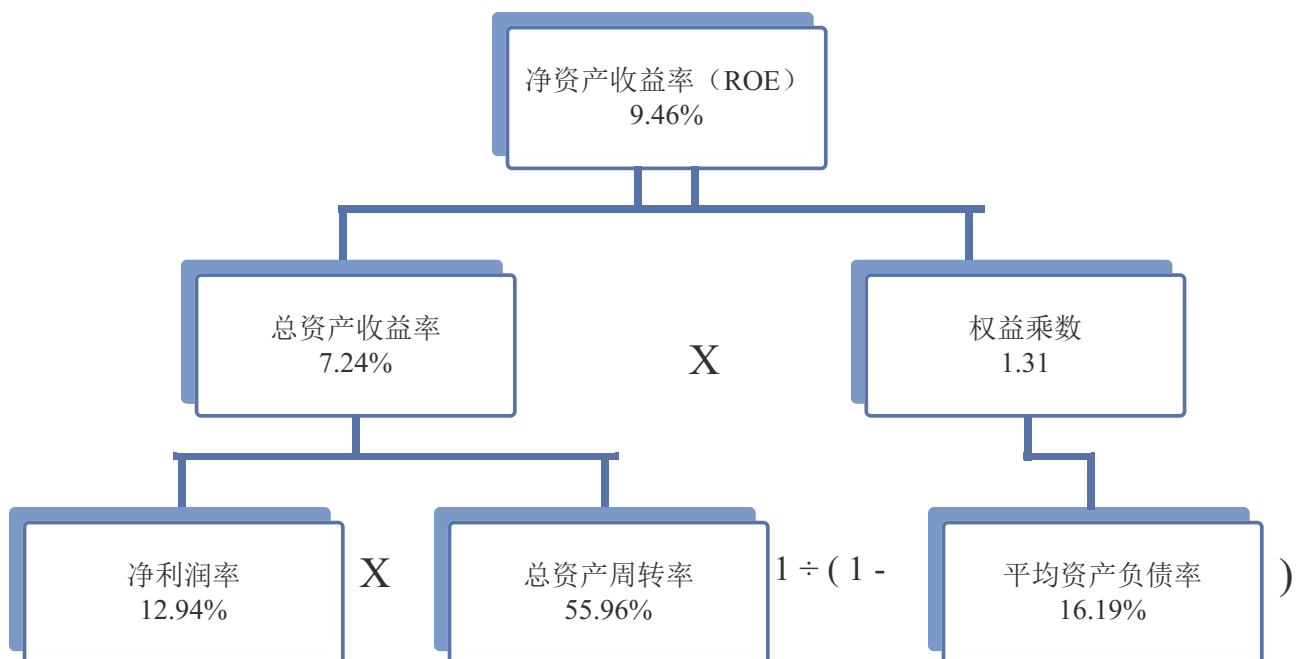 净资产收益率（ROE）
9.46%
总资产收益率
7.24%
X
权益乘数
1.31
净利润率
12.94%
X
总资产周转率
55.96%
1 ÷ ( 1 -
平均资产负债率
16.19%
)